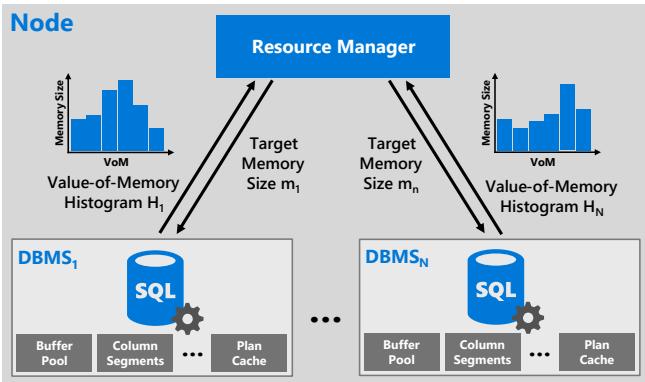 Node
Resource Manager
Memory Size
VoM
Value-of-Memory
Histogram H₁
Target
Memory
Size m₁
Target
Memory
Size mₙ
Memory Size
VoM
Value-of-Memory
Histogram H_N
DBMS₁
SQL
Buffer
Pool
Column
Segments
...
Plan
Cache
...
DBMS_N
SQL
Buffer
Pool
Column
Segments
...
Plan
Cache